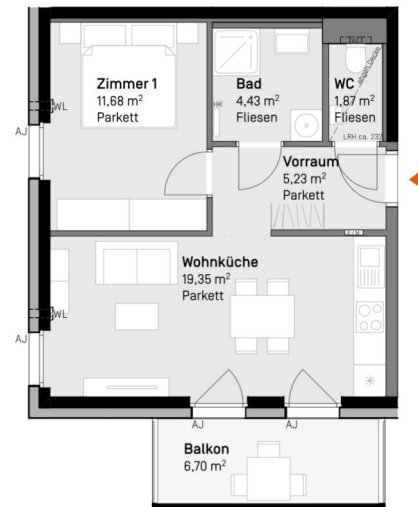 Zimmer 1
11,68 m²
Parkett
Bad
4,43 m²
Fliesen
WC
1,87 m²
Fliesen
abgeh. Decke
LRH ca. 232
HK
WL
AJ
Vorraum
5,23 m²
Parkett
E / M
Wohnküche
19,35 m²
Parkett
WL
AJ
AJ
AJ
Balkon
6,70 m²